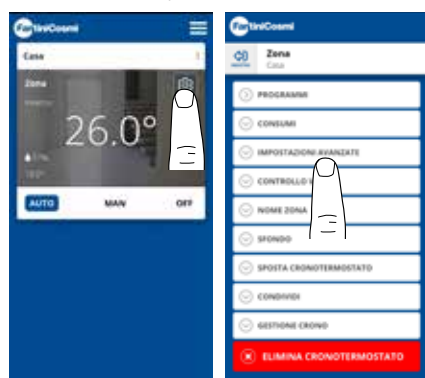 FantiniCosmi
Casa
Zona
26.0°
AUTO MAN OFF
FantiniCosmi
Zona
Casa
PROGRAMMI
CONSUMI
IMPOSTAZIONI AVANZATE
CONTROLLO
NOME ZONA
SFONDO
SPOSTA CRONOTERMOSTATO
CONDIVIDI
GESTIONE CRONO
ELIMINA CRONOTERMOSTATO